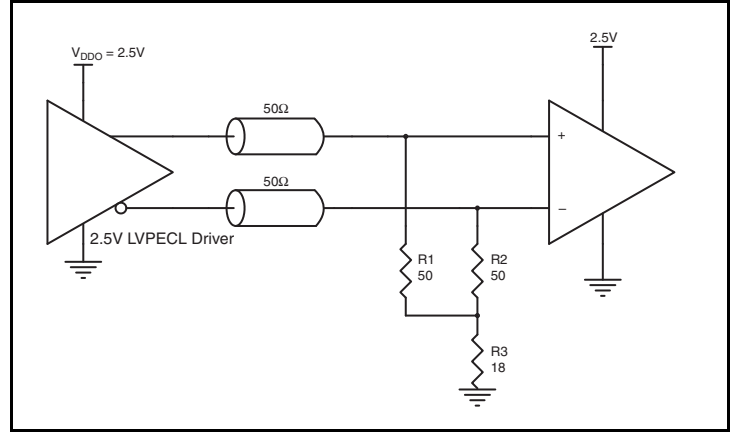 V_DDO = 2.5V
2.5V
50Ω
50Ω
+
–
2.5V LVPECL Driver
R1
50
R2
50
R3
18